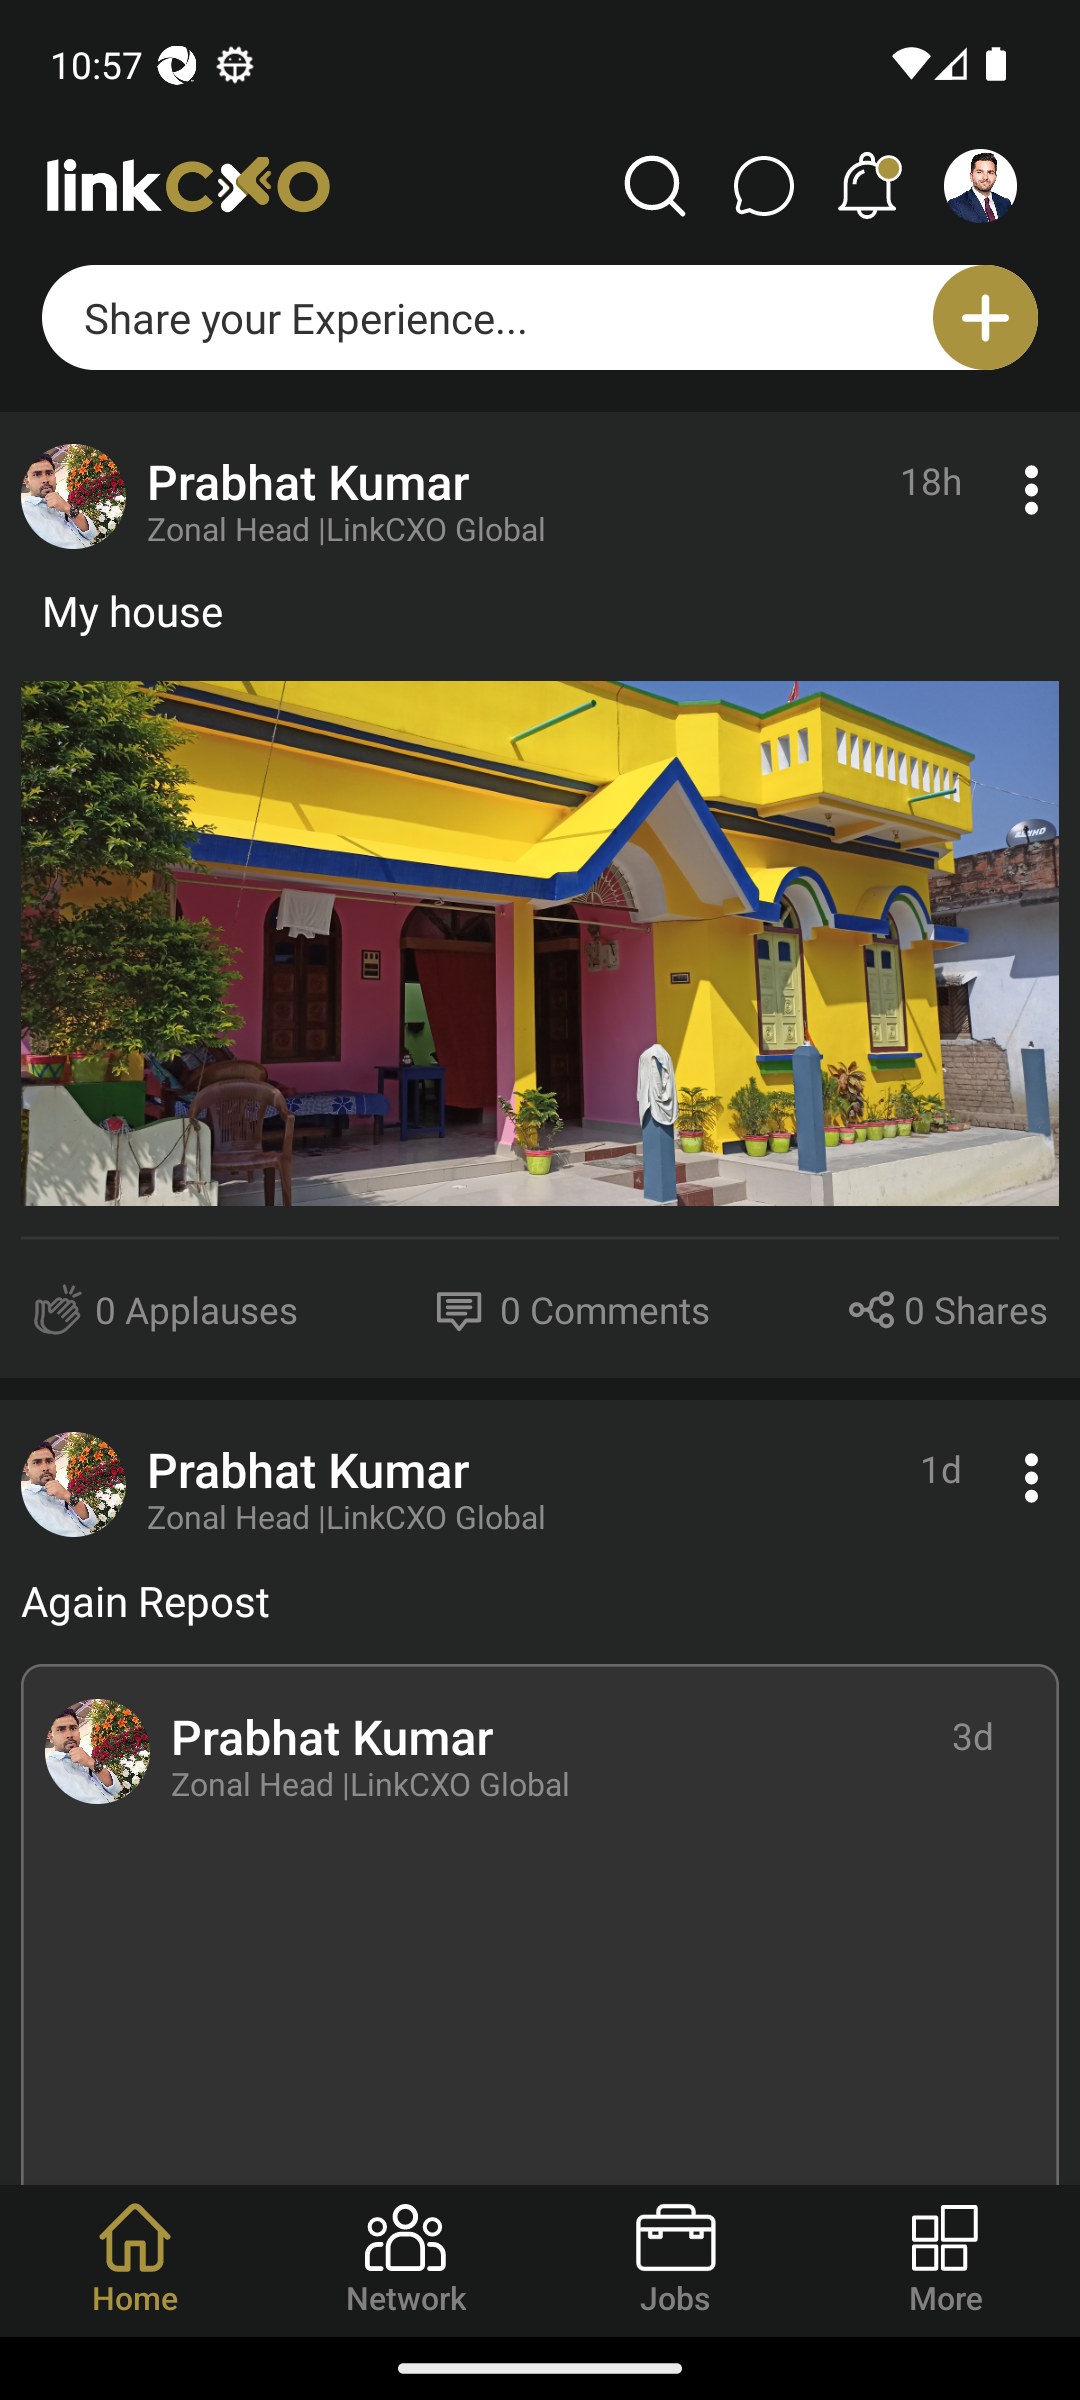 10:57
linkCXO
Share your Experience...
Prabhat Kumar
18h
Zonal Head |LinkCXO Global
My house
0 Applauses
0 Comments
0 Shares
Prabhat Kumar
1d
Zonal Head |LinkCXO Global
Again Repost
Prabhat Kumar
3d
Zonal Head |LinkCXO Global
Home
Network
Jobs
More